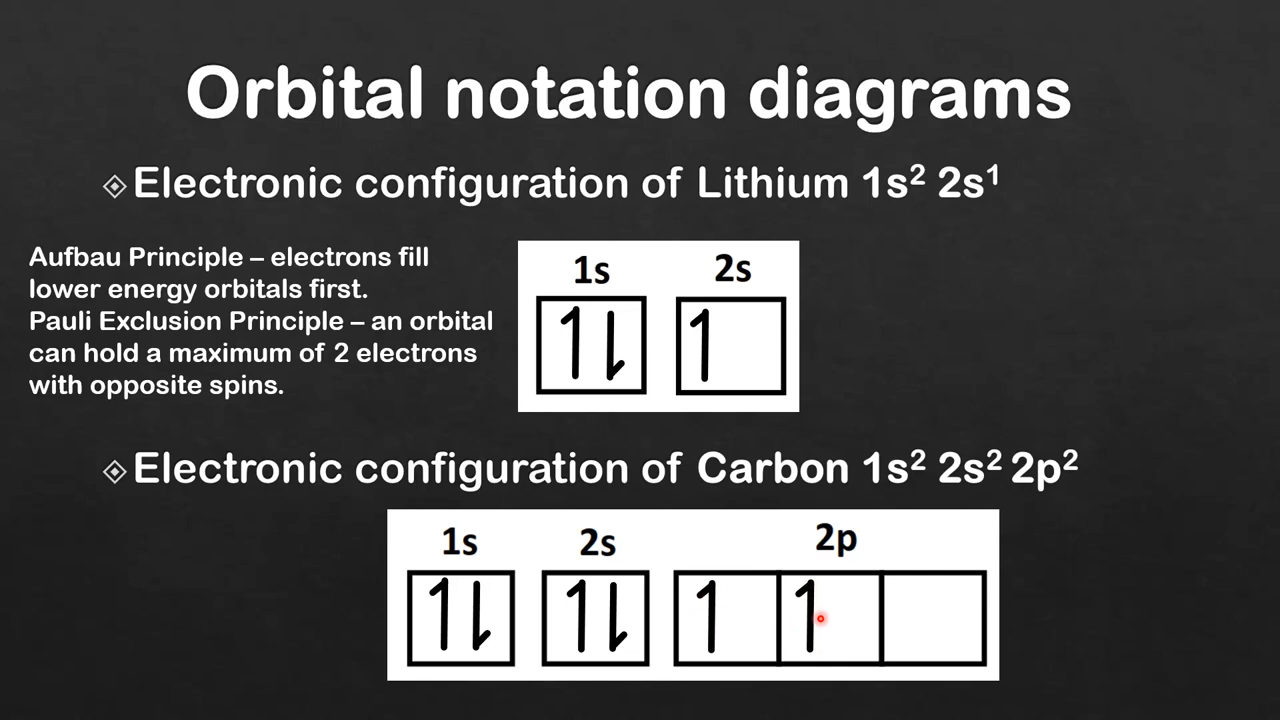 Orbital notation diagrams
Electronic configuration of Lithium 1s² 2s¹
Aufbau Principle – electrons fill
lower energy orbitals first.
Pauli Exclusion Principle – an orbital
can hold a maximum of 2 electrons
with opposite spins.
1s 2s
Electronic configuration of Carbon 1s² 2s² 2p²
1s 2s 2p